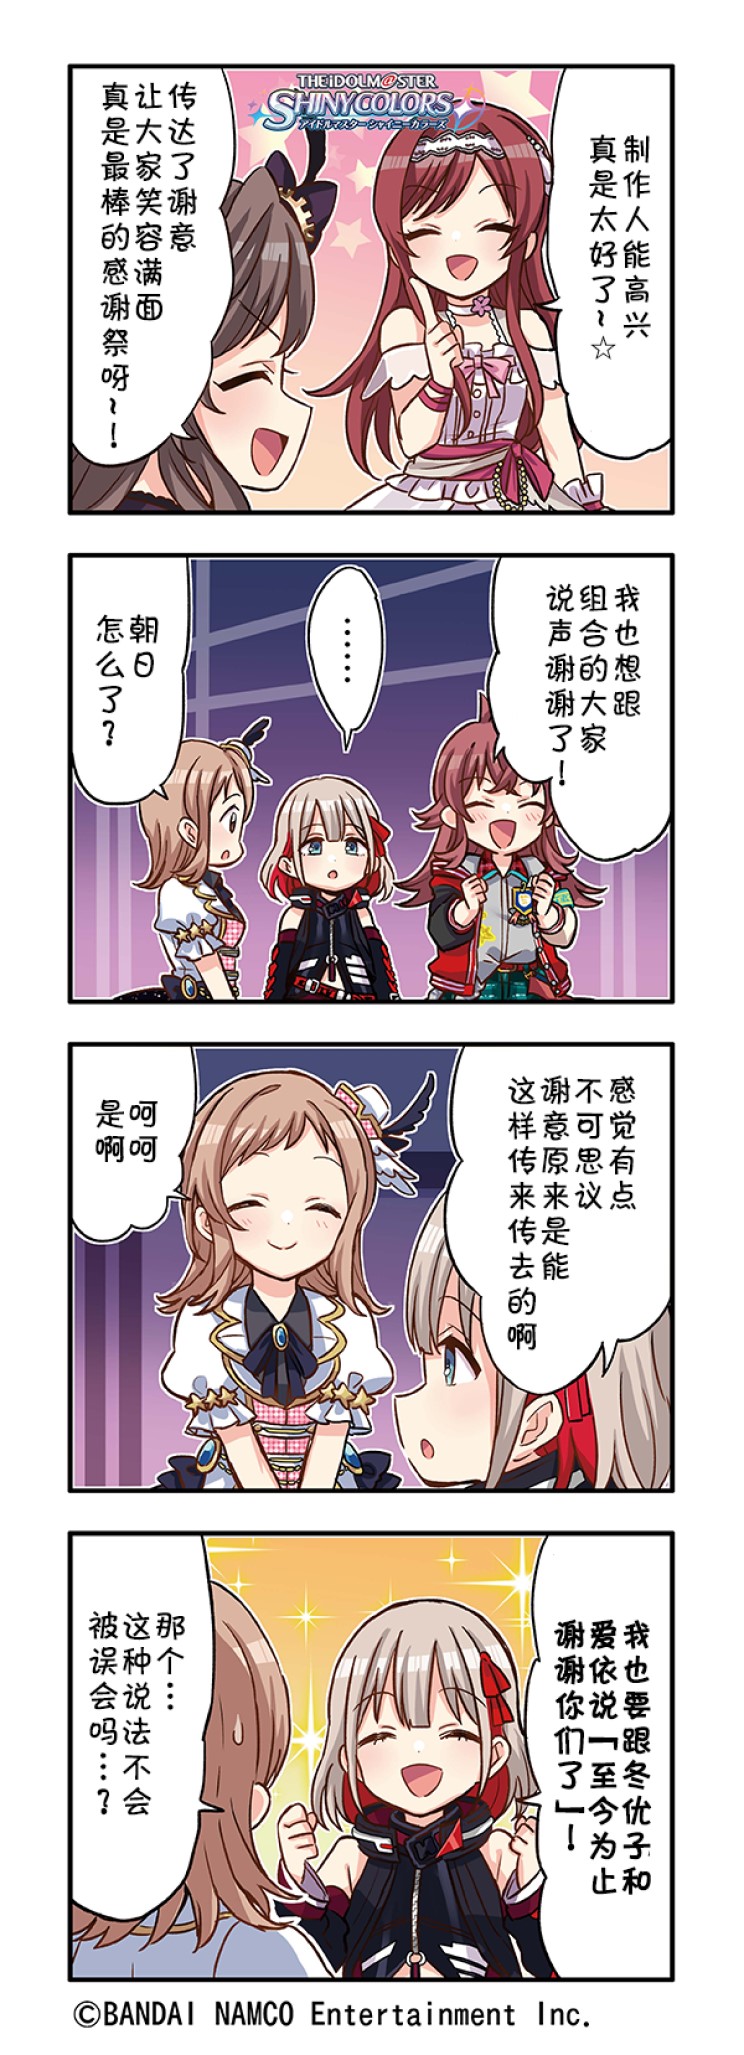 THE iDOLM@STER
SHINY COLORS
アイドルマスター シャイニーカラーズ
制作人能高兴
真是太好了～☆
传达了谢意
让大家笑容满面
真是最棒的感谢祭呀～！
我也想跟
组合的大家
说声谢谢了！
……
朝日
怎么了？
感觉有点
不可思议
谢意原来是能
这样传来传去的啊
呵呵
是啊
我也要跟冬优子和
爱依说「至今为止
谢谢你们了」！
那个…
这种说法不会
被误会吗…？
©BANDAI NAMCO Entertainment Inc.